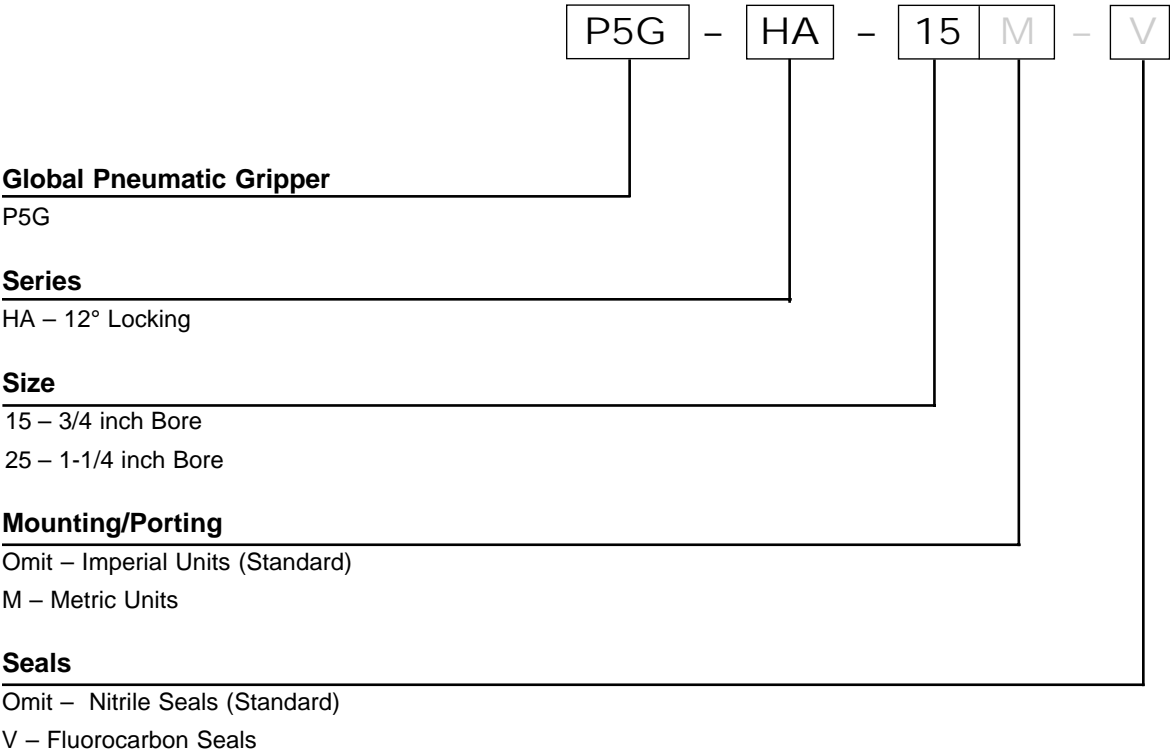 P5G – HA – 15 M – V
Global Pneumatic Gripper
P5G
Series
HA – 12° Locking
Size
15 – 3/4 inch Bore
25 – 1-1/4 inch Bore
Mounting/Porting
Omit – Imperial Units (Standard)
M – Metric Units
Seals
Omit – Nitrile Seals (Standard)
V – Fluorocarbon Seals